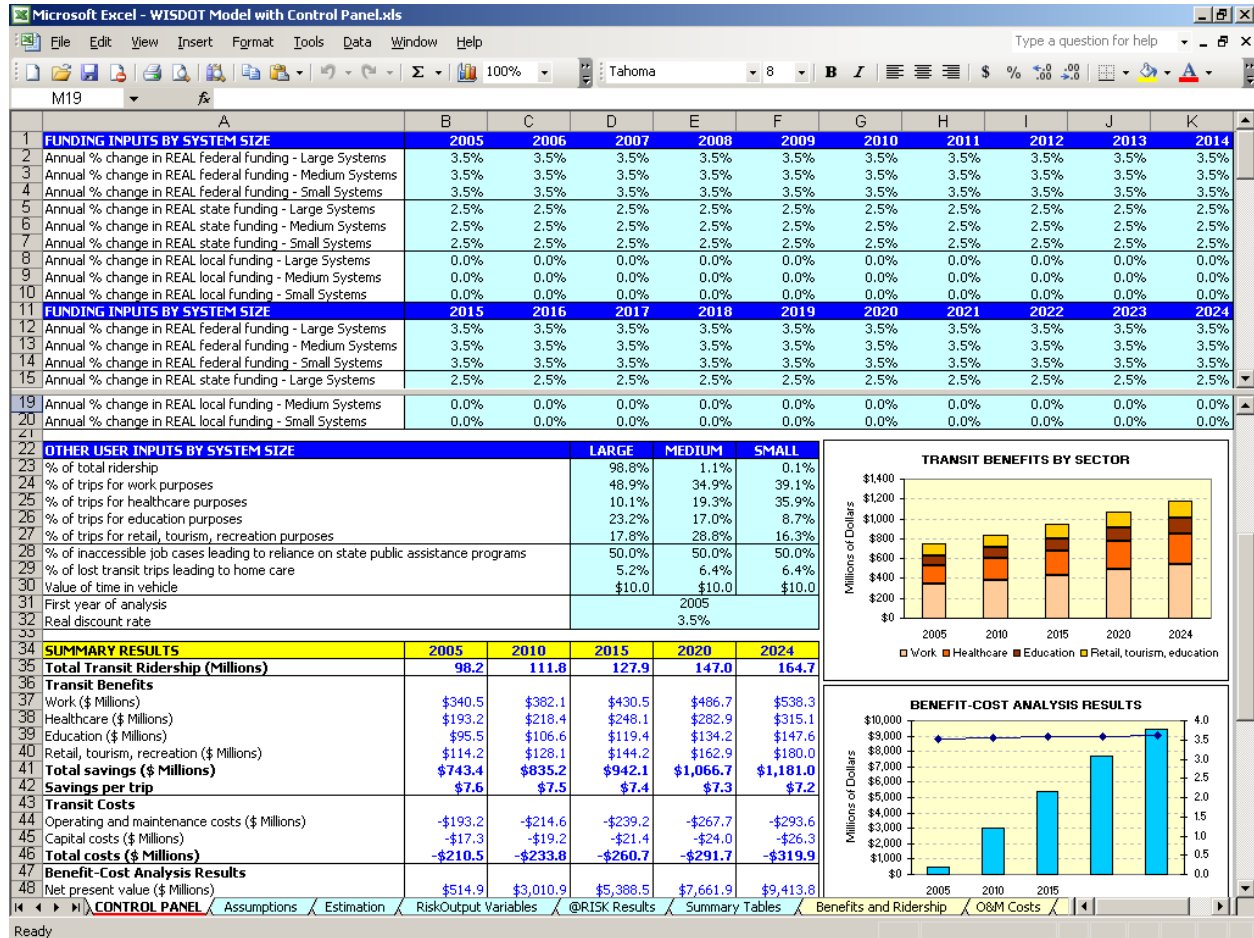 Microsoft Excel - WISDOT Model with Control Panel.xls
File Edit View Insert Format Tools Data Window Help Type a question for help
100% Tahoma 8 B I $ %
M19 fx
A B C D E F G H I J K
1 FUNDING INPUTS BY SYSTEM SIZE 2005 2006 2007 2008 2009 2010 2011 2012 2013 2014
2 Annual % change in REAL federal funding - Large Systems 3.5% 3.5% 3.5% 3.5% 3.5% 3.5% 3.5% 3.5% 3.5% 3.5%
3 Annual % change in REAL federal funding - Medium Systems 3.5% 3.5% 3.5% 3.5% 3.5% 3.5% 3.5% 3.5% 3.5% 3.5%
4 Annual % change in REAL federal funding - Small Systems 3.5% 3.5% 3.5% 3.5% 3.5% 3.5% 3.5% 3.5% 3.5% 3.5%
5 Annual % change in REAL state funding - Large Systems 2.5% 2.5% 2.5% 2.5% 2.5% 2.5% 2.5% 2.5% 2.5% 2.5%
6 Annual % change in REAL state funding - Medium Systems 2.5% 2.5% 2.5% 2.5% 2.5% 2.5% 2.5% 2.5% 2.5% 2.5%
7 Annual % change in REAL state funding - Small Systems 2.5% 2.5% 2.5% 2.5% 2.5% 2.5% 2.5% 2.5% 2.5% 2.5%
8 Annual % change in REAL local funding - Large Systems 0.0% 0.0% 0.0% 0.0% 0.0% 0.0% 0.0% 0.0% 0.0% 0.0%
9 Annual % change in REAL local funding - Medium Systems 0.0% 0.0% 0.0% 0.0% 0.0% 0.0% 0.0% 0.0% 0.0% 0.0%
10 Annual % change in REAL local funding - Small Systems 0.0% 0.0% 0.0% 0.0% 0.0% 0.0% 0.0% 0.0% 0.0% 0.0%
11 FUNDING INPUTS BY SYSTEM SIZE 2015 2016 2017 2018 2019 2020 2021 2022 2023 2024
12 Annual % change in REAL federal funding - Large Systems 3.5% 3.5% 3.5% 3.5% 3.5% 3.5% 3.5% 3.5% 3.5% 3.5%
13 Annual % change in REAL federal funding - Medium Systems 3.5% 3.5% 3.5% 3.5% 3.5% 3.5% 3.5% 3.5% 3.5% 3.5%
14 Annual % change in REAL federal funding - Small Systems 3.5% 3.5% 3.5% 3.5% 3.5% 3.5% 3.5% 3.5% 3.5% 3.5%
15 Annual % change in REAL state funding - Large Systems 2.5% 2.5% 2.5% 2.5% 2.5% 2.5% 2.5% 2.5% 2.5% 2.5%
19 Annual % change in REAL local funding - Medium Systems 0.0% 0.0% 0.0% 0.0% 0.0% 0.0% 0.0% 0.0% 0.0% 0.0%
20 Annual % change in REAL local funding - Small Systems 0.0% 0.0% 0.0% 0.0% 0.0% 0.0% 0.0% 0.0% 0.0% 0.0%
21
22 OTHER USER INPUTS BY SYSTEM SIZE LARGE MEDIUM SMALL
23 % of total ridership 98.8% 1.1% 0.1%
24 % of trips for work purposes 48.9% 34.9% 39.1%
25 % of trips for healthcare purposes 10.1% 19.3% 35.9%
26 % of trips for education purposes 23.2% 17.0% 8.7%
27 % of trips for retail, tourism, recreation purposes 17.8% 28.8% 16.3%
28 % of inaccessible job cases leading to reliance on state public assistance programs 50.0% 50.0% 50.0%
29 % of lost transit trips leading to home care 5.2% 6.4% 6.4%
30 Value of time in vehicle $10.0 $10.0 $10.0
31 First year of analysis 2005
32 Real discount rate 3.5%
33
34 SUMMARY RESULTS 2005 2010 2015 2020 2024
35 Total Transit Ridership (Millions) 98.2 111.8 127.9 147.0 164.7
36 Transit Benefits
37 Work ($ Millions) $340.5 $382.1 $430.5 $486.7 $538.3
38 Healthcare ($ Millions) $193.2 $218.4 $248.1 $282.9 $315.1
39 Education ($ Millions) $95.5 $106.6 $119.4 $134.2 $147.6
40 Retail, tourism, recreation ($ Millions) $114.2 $128.1 $144.2 $162.9 $180.0
41 Total savings ($ Millions) $743.4 $835.2 $942.1 $1,066.7 $1,181.0
42 Savings per trip $7.6 $7.5 $7.4 $7.3 $7.2
43 Transit Costs
44 Operating and maintenance costs ($ Millions) -$193.2 -$214.6 -$239.2 -$267.7 -$293.6
45 Capital costs ($ Millions) -$17.3 -$19.2 -$21.4 -$24.0 -$26.3
46 Total costs ($ Millions) -$210.5 -$233.8 -$260.7 -$291.7 -$319.9
47 Benefit-Cost Analysis Results
48 Net present value ($ Millions) $514.9 $3,010.9 $5,388.5 $7,661.9 $9,413.8
TRANSIT BENEFITS BY SECTOR
Millions of Dollars
$1,400
$1,200
$1,000
$800
$600
$400
$200
$0
2005 2010 2015 2020 2024
Work Healthcare Education Retail, tourism, education
BENEFIT-COST ANALYSIS RESULTS
Millions of Dollars
$10,000 4.0
$9,000 3.5
$8,000 3.0
$7,000 2.5
$6,000 2.0
$5,000 1.5
$4,000 1.0
$3,000 0.5
$2,000 0.0
$1,000
$0
2005 2010 2015
CONTROL PANEL Assumptions Estimation RiskOutput Variables @RISK Results Summary Tables Benefits and Ridership O&M Costs
Ready